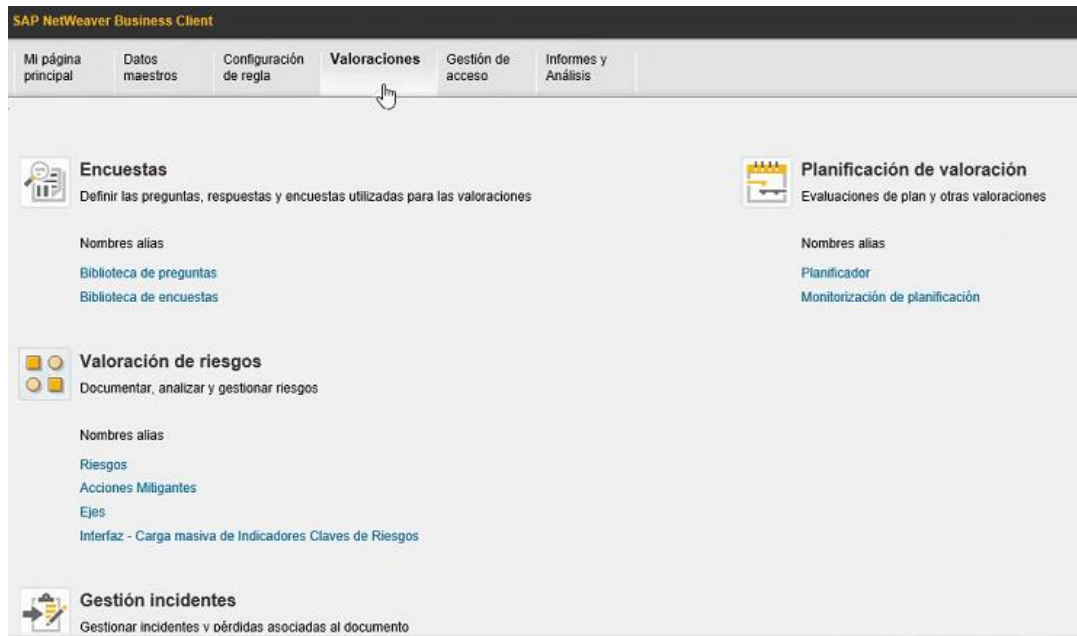 SAP NetWeaver Business Client
Mi página principal
Datos maestros
Configuración de regla
Valoraciones
Gestión de acceso
Informes y Análisis
Encuestas
Definir las preguntas, respuestas y encuestas utilizadas para las valoraciones
Nombres alias
Biblioteca de preguntas
Biblioteca de encuestas
Planificación de valoración
Evaluaciones de plan y otras valoraciones
Nombres alias
Planificador
Monitorización de planificación
Valoración de riesgos
Documentar, analizar y gestionar riesgos
Nombres alias
Riesgos
Acciones Mitigantes
Ejes
Interfaz - Carga masiva de Indicadores Claves de Riesgos
Gestión incidentes
Gestionar incidentes y pérdidas asociadas al documento